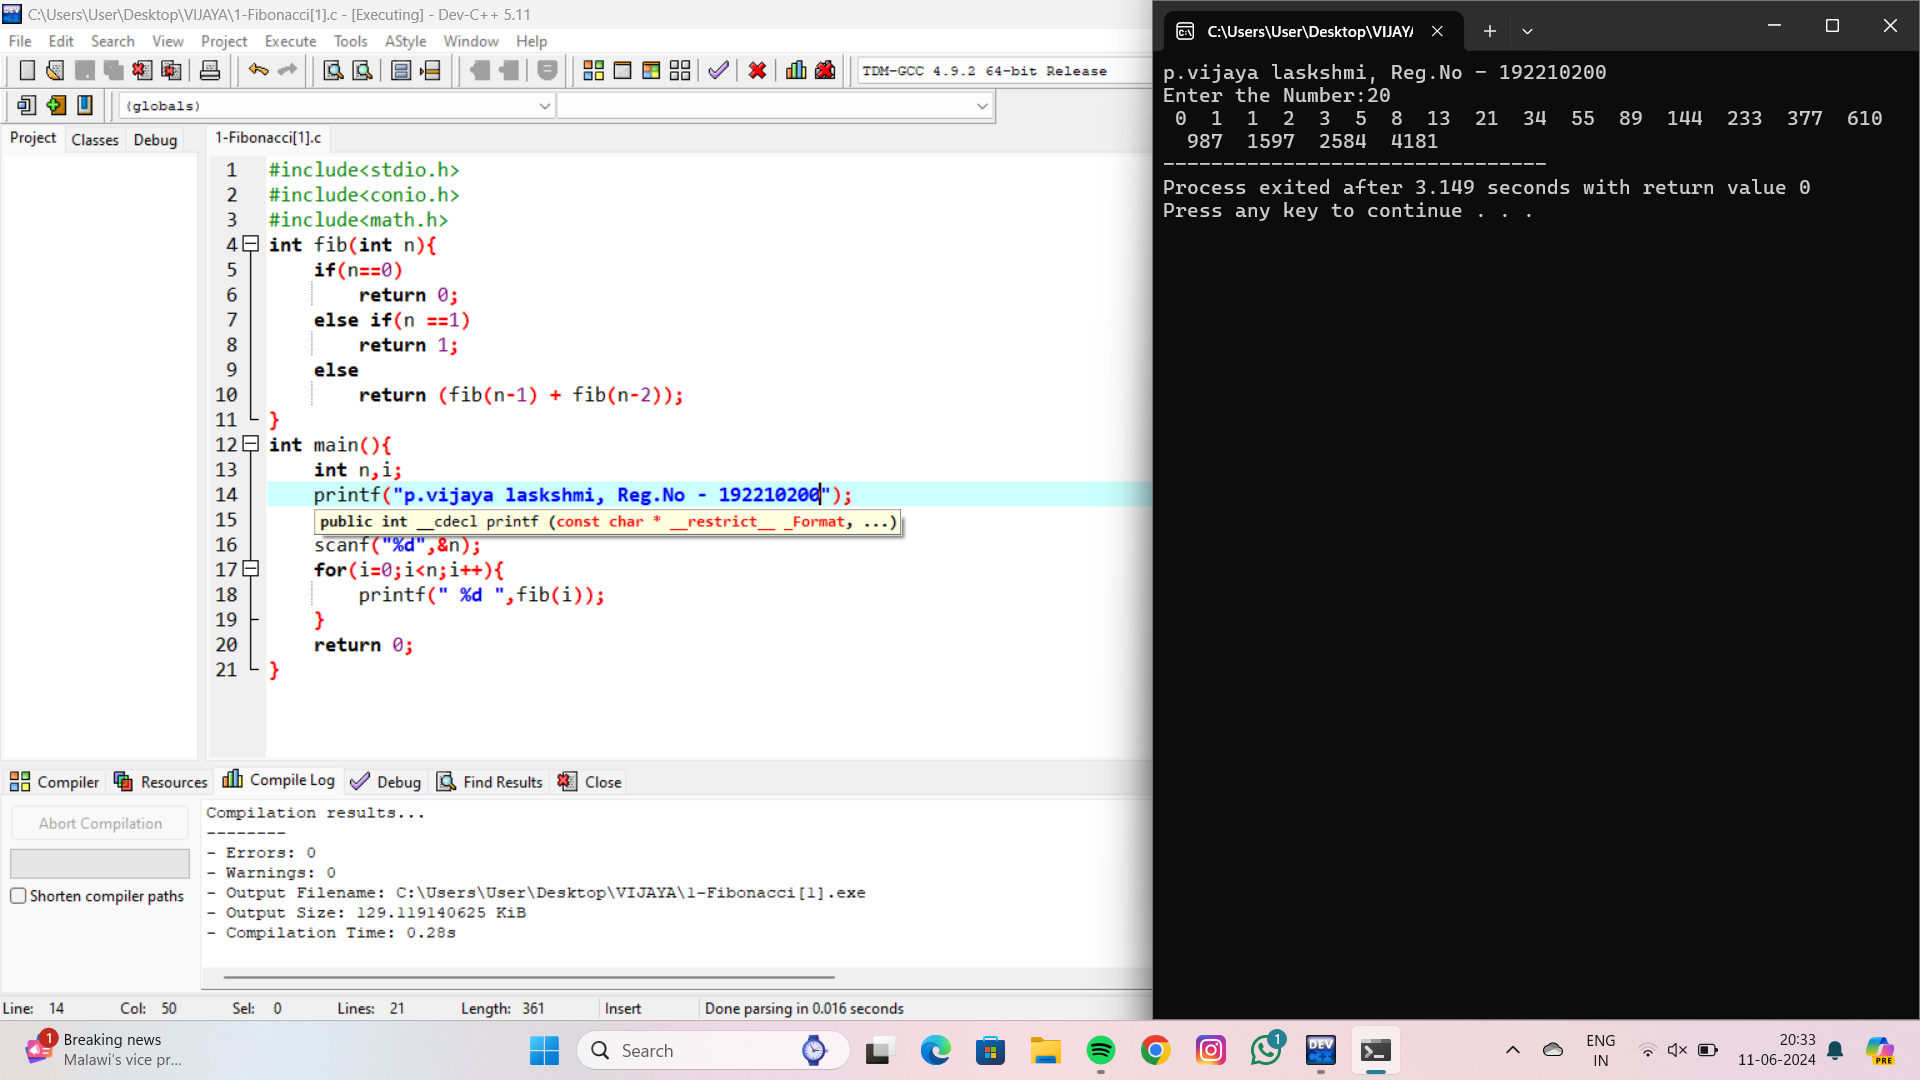 C:\Users\User\Desktop\VIJAYA\1-Fibonacci[1].c - [Executing] - Dev-C++ 5.11
File Edit Search View Project Execute Tools AStyle Window Help
TDM-GCC 4.9.2 64-bit Release
(globals)
Project Classes Debug
1-Fibonacci[1].c
1 #include<stdio.h>
2 #include<conio.h>
3 #include<math.h>
4 int fib(int n){
5 if(n==0)
6 return 0;
7 else if(n ==1)
8 return 1;
9 else
10 return (fib(n-1) + fib(n-2));
11 }
12 int main(){
13 int n,i;
14 printf("p.vijaya laskshmi, Reg.No - 192210200");
15
public int __cdecl printf (const char * __restrict__ _Format, ...)
16 scanf("%d",&n);
17 for(i=0;i<n;i++){
18 printf(" %d ",fib(i));
19 }
20 return 0;
21 }
Compiler Resources Compile Log Debug Find Results Close
Abort Compilation
Shorten compiler paths
Compilation results...
--------
- Errors: 0
- Warnings: 0
- Output Filename: C:\Users\User\Desktop\VIJAYA\1-Fibonacci[1].exe
- Output Size: 129.119140625 KiB
- Compilation Time: 0.28s
Line: 14 Col: 50 Sel: 0 Lines: 21 Length: 361 Insert Done parsing in 0.016 seconds
C:\Users\User\Desktop\VIJAYA
p.vijaya laskshmi, Reg.No - 192210200
Enter the Number:20
0 1 1 2 3 5 8 13 21 34 55 89 144 233 377 610
987 1597 2584 4181
--------------------------------
Process exited after 3.149 seconds with return value 0
Press any key to continue . . .
1
Breaking news
Malawi's vice pr...
Search
1
DEV
ENG
IN
20:33
11-06-2024
PRE